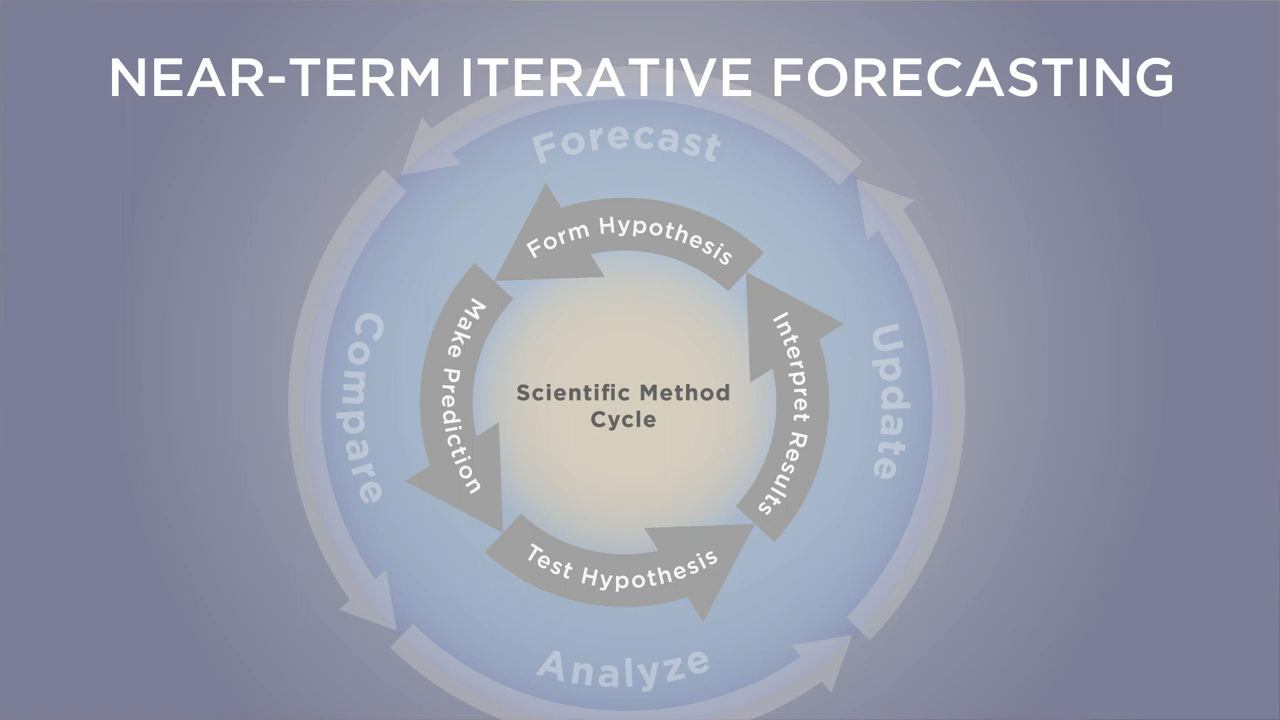 NEAR-TERM ITERATIVE FORECASTING
Forecast
Form Hypothesis
Make Prediction
Interpret Results
Compare
Scientific Method
Cycle
Update
Test Hypothesis
Analyze